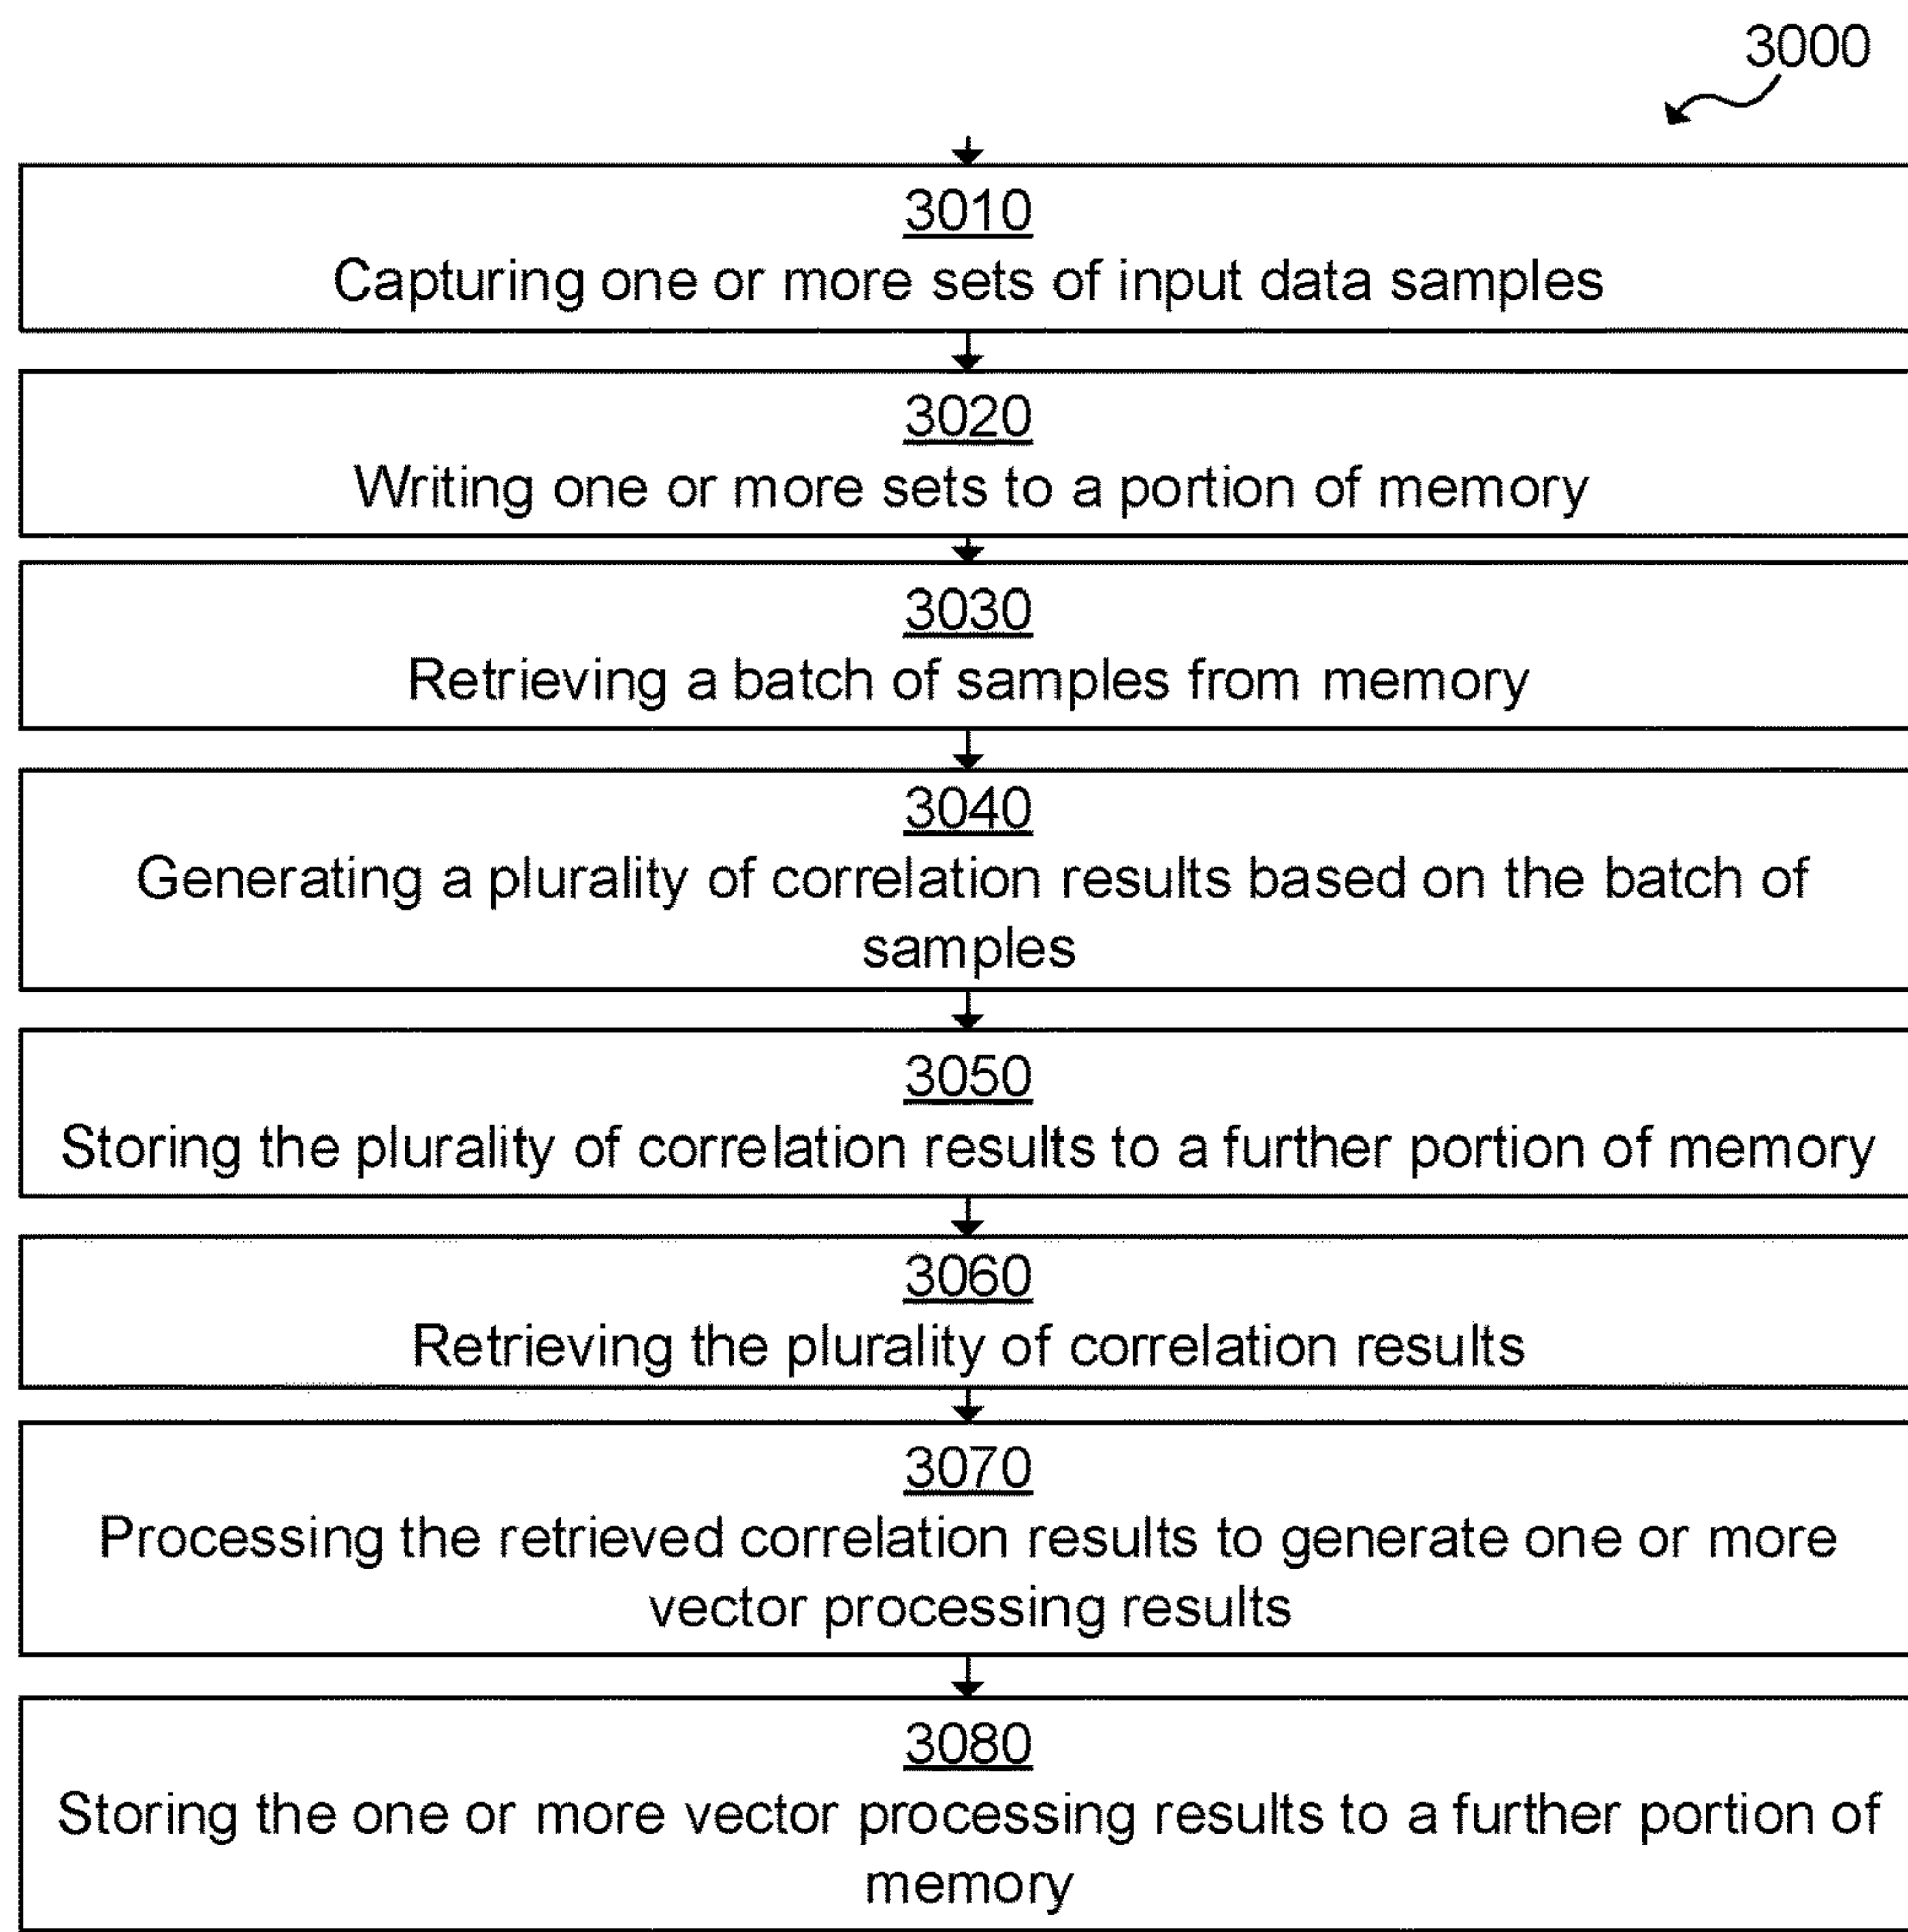 3000
3010
Capturing one or more sets of input data samples
3020
Writing one or more sets to a portion of memory
3030
Retrieving a batch of samples from memory
3040
Generating a plurality of correlation results based on the batch of
samples
3050
Storing the plurality of correlation results to a further portion of memory
3060
Retrieving the plurality of correlation results
3070
Processing the retrieved correlation results to generate one or more
vector processing results
3080
Storing the one or more vector processing results to a further portion of
memory